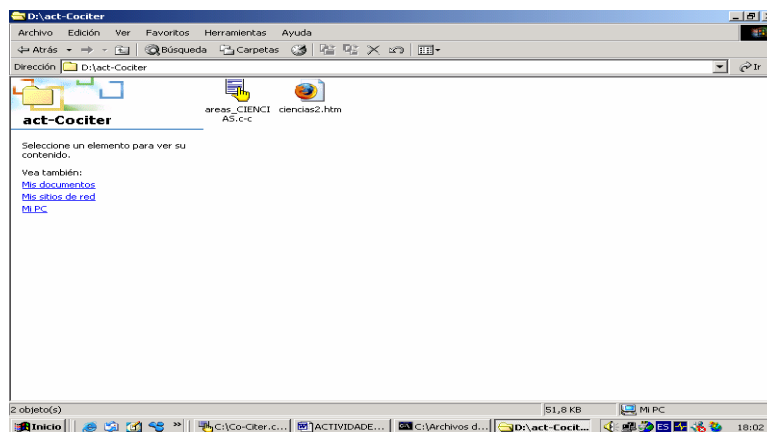 D:\act-Cociter
Archivo Edición Ver Favoritos Herramientas Ayuda
Atrás Búsqueda Carpetas
Dirección D:\act-Cociter Ir
act-Cociter
Seleccione un elemento para ver su
contenido.
Vea también:
Mis documentos
Mis sitios de red
Mi PC
areas_CIENCI
AS.c-c
ciencias2.htm
2 objeto(s) 51,8 KB Mi PC
Inicio » C:\Co-Citer.c... ACTIVIDADE... C:\Archivos d... D:\act-Cocit... ES 18:02